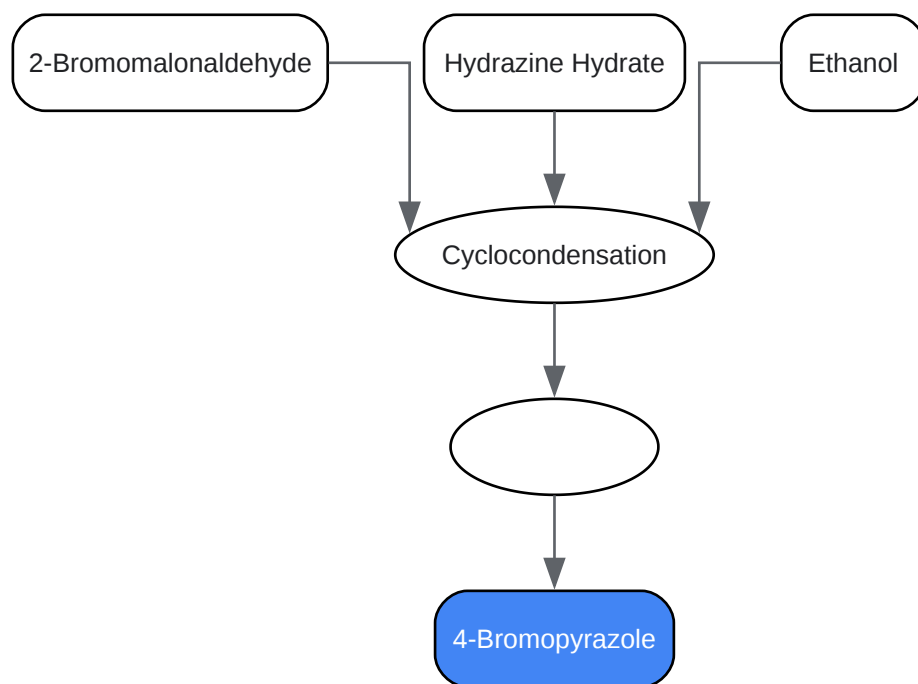 2-Bromomalonaldehyde
Hydrazine Hydrate
Ethanol
Cyclocondensation
4-Bromopyrazole